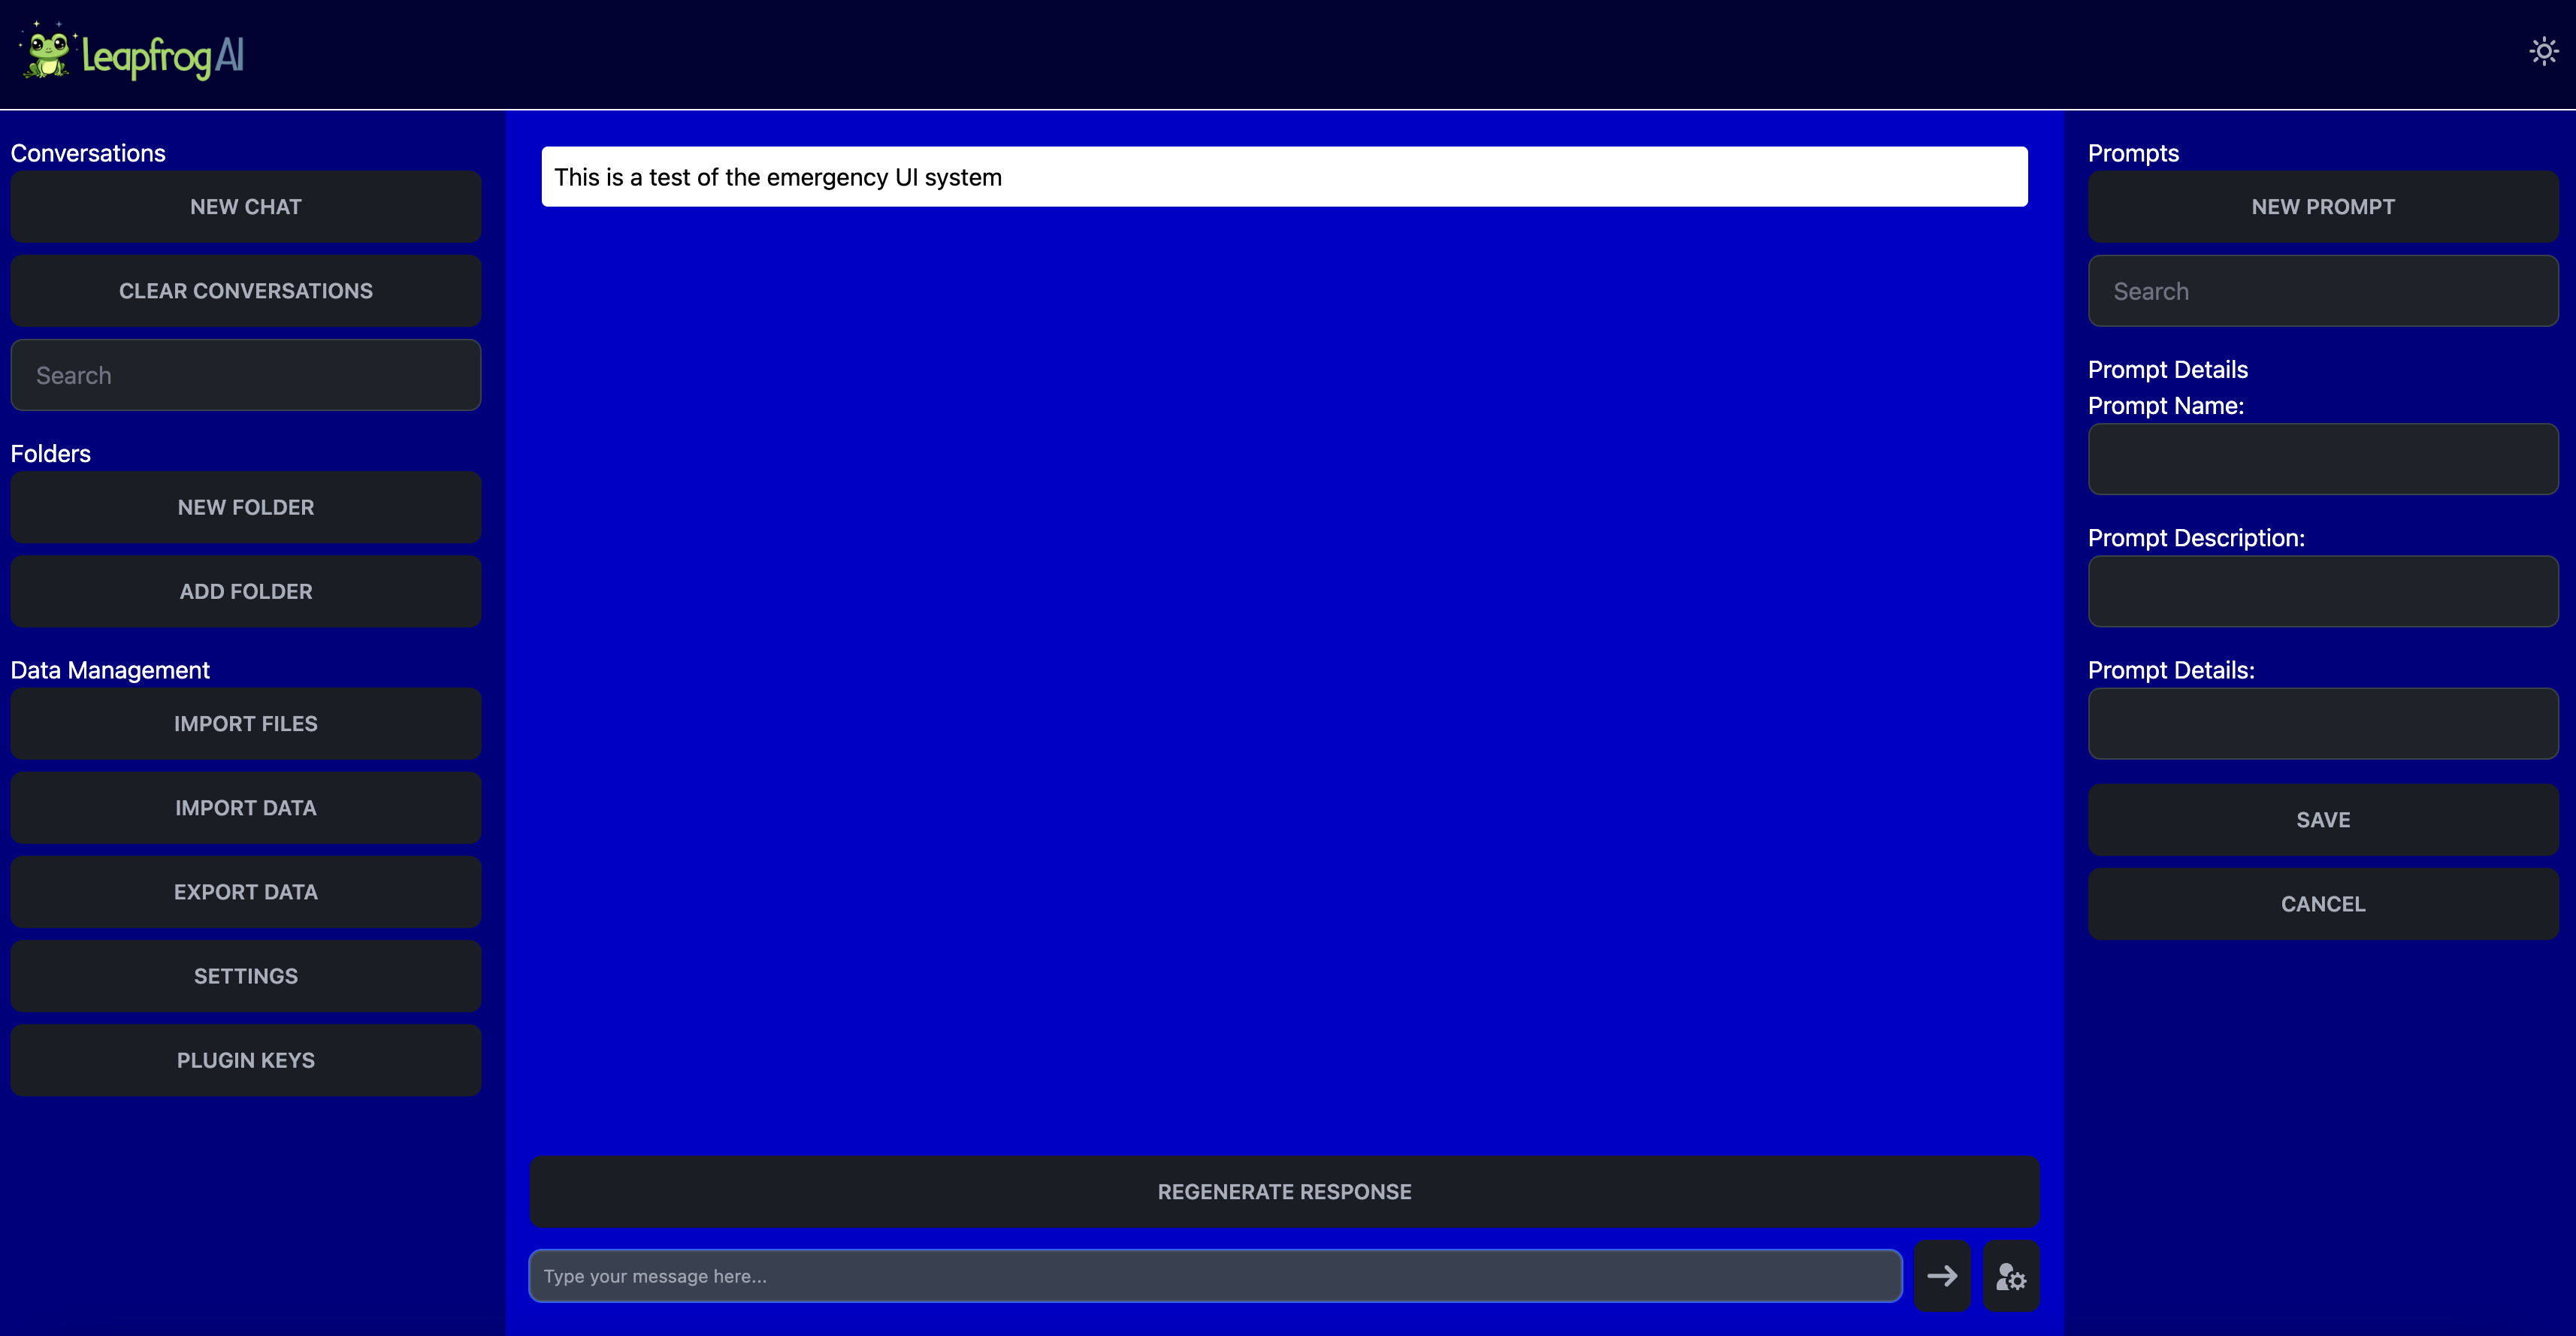 Leapfrog AI
Conversations
NEW CHAT
CLEAR CONVERSATIONS
Search
Folders
NEW FOLDER
ADD FOLDER
Data Management
IMPORT FILES
IMPORT DATA
EXPORT DATA
SETTINGS
PLUGIN KEYS
This is a test of the emergency UI system
REGENERATE RESPONSE
Type your message here...
Prompts
NEW PROMPT
Search
Prompt Details
Prompt Name:
Prompt Description:
Prompt Details:
SAVE
CANCEL